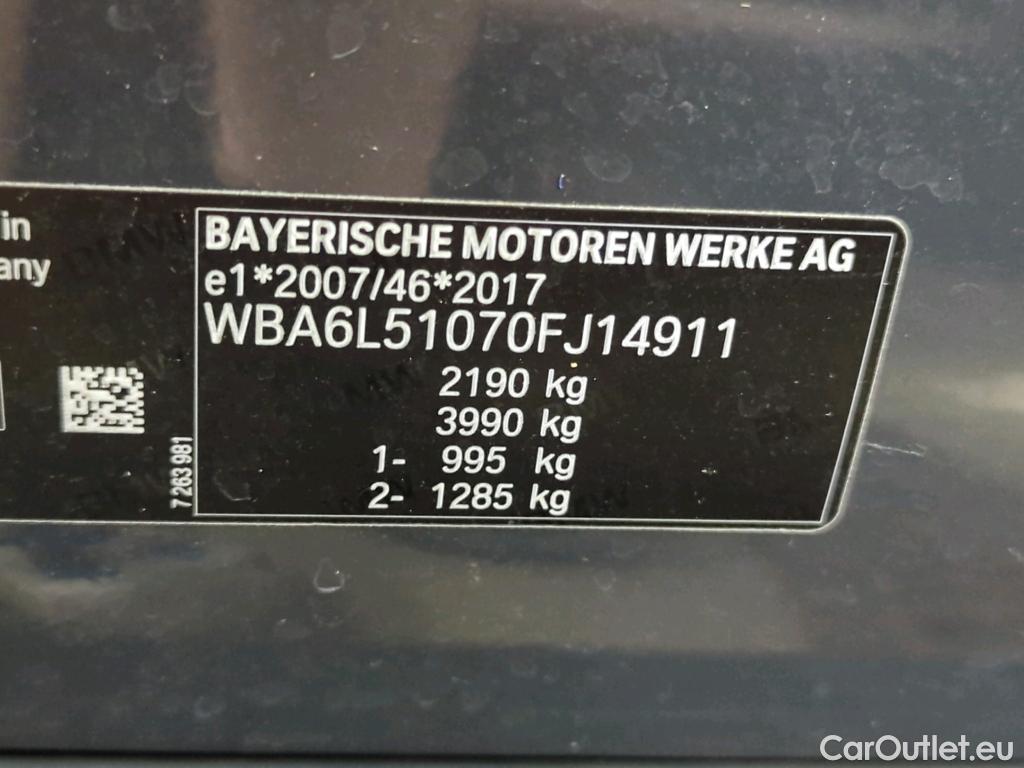 in
any
BAYERISCHE MOTOREN WERKE AG
e1*2007/46*2017
WBA6L51070FJ14911
2190 kg
3990 kg
1- 995 kg
2- 1285 kg
7 263 981
CarOutlet.eu